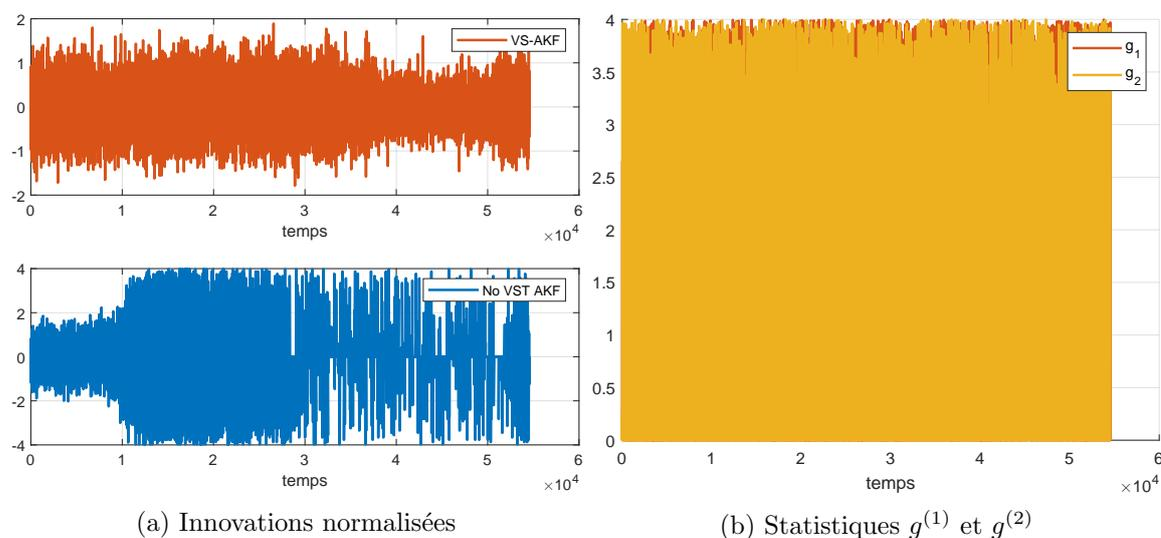 2
1
0
-1
-2
VS-AKF
0 1 2 3 4 5 6
temps
×10^4
4
2
0
-2
-4
No VST AKF
0 1 2 3 4 5 6
temps
×10^4
(a) Innovations normalisées
4
3.5
3
2.5
2
1.5
1
0.5
0
g_1
g_2
0 1 2 3 4 5 6
temps
×10^4
(b) Statistiques g^(1) et g^(2)